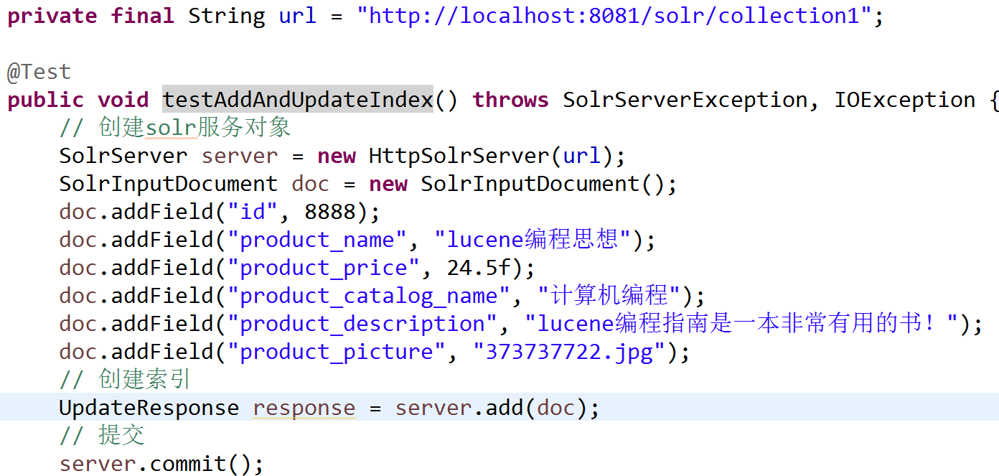 private final String url = "http://localhost:8081/solr/collection1";
@Test
public void testAddAndUpdateIndex() throws SolrServerException, IOException {
// 创建solr服务对象
SolrServer server = new HttpSolrServer(url);
SolrInputDocument doc = new SolrInputDocument();
doc.addField("id", 8888);
doc.addField("product_name", "lucene编程思想");
doc.addField("product_price", 24.5f);
doc.addField("product_catalog_name", "计算机编程");
doc.addField("product_description", "lucene编程指南是一本非常有用的书！");
doc.addField("product_picture", "373737722.jpg");
// 创建索引
UpdateResponse response = server.add(doc);
// 提交
server.commit();